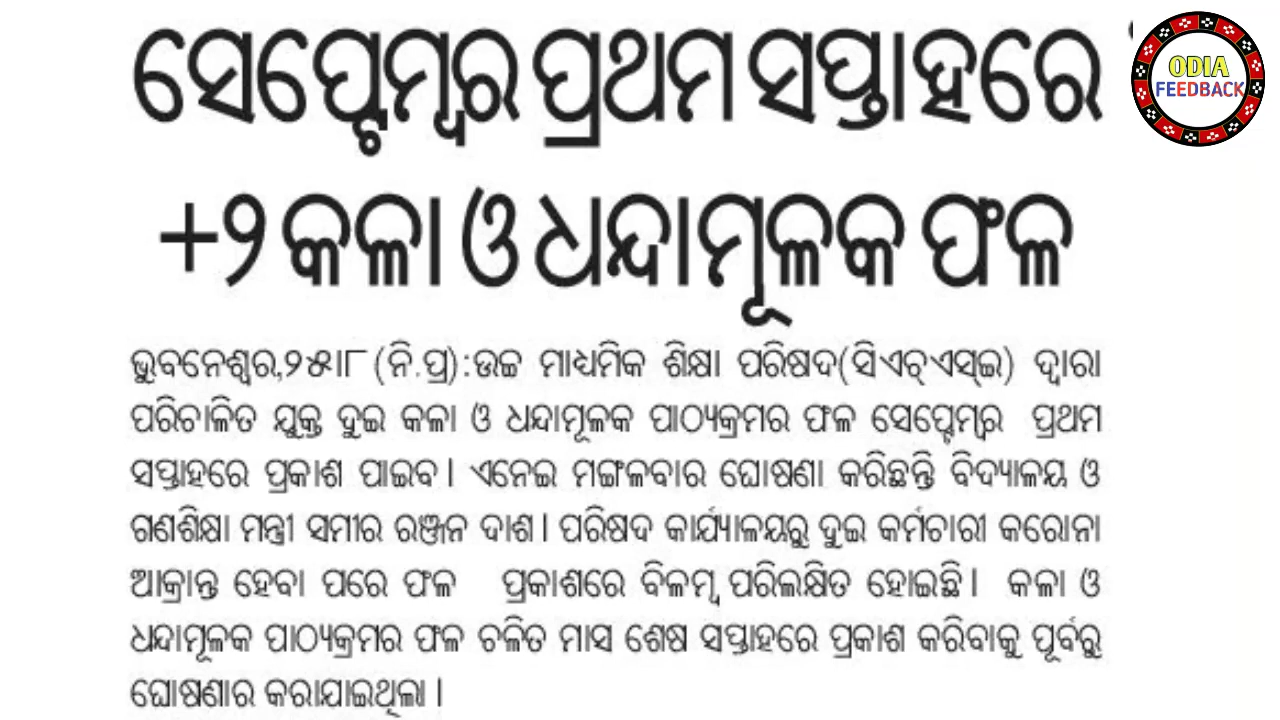 ସେପ୍ଟେମ୍ବର ପ୍ରଥମ ସପ୍ତାହରେ
+୨ କଳା ଓ ଧନ୍ଦାମୂଳକ ଫଳ
ODIA
FEEDBACK
ଭୁବନେଶ୍ୱର,୨୫ା୮ (ନି.ପ୍ର):ଉଚ୍ଚ ମାଧ୍ୟମିକ ଶିକ୍ଷା ପରିଷଦ(ସିଏଚ୍ଏସ୍ଇ) ଦ୍ୱାରା
ପରିଚାଳିତ ଯୁକ୍ତ ଦୁଇ କଳା ଓ ଧନ୍ଦାମୂଳକ ପାଠ୍ୟକ୍ରମର ଫଳ ସେପ୍ଟେମ୍ବର ପ୍ରଥମ
ସପ୍ତାହରେ ପ୍ରକାଶ ପାଇବ। ଏନେଇ ମଙ୍ଗଳବାର ଘୋଷଣା କରିଛନ୍ତି ବିଦ୍ୟାଳୟ ଓ
ଗଣଶିକ୍ଷା ମନ୍ତ୍ରୀ ସମୀର ରଞ୍ଜନ ଦାଶ। ପରିଷଦ କାର୍ଯ୍ୟାଳୟରୁ ଦୁଇ କର୍ମଚାରୀ କରୋନା
ଆକ୍ରାନ୍ତ ହେବା ପରେ ଫଳ ପ୍ରକାଶରେ ବିଳମ୍ବ ପରିଲକ୍ଷିତ ହୋଇଛି। କଳା ଓ
ଧନ୍ଦାମୂଳକ ପାଠ୍ୟକ୍ରମର ଫଳ ଚଳିତ ମାସ ଶେଷ ସପ୍ତାହରେ ପ୍ରକାଶ କରିବାକୁ ପୂର୍ବରୁ
ଘୋଷଣାର କରାଯାଇଥିଲା।